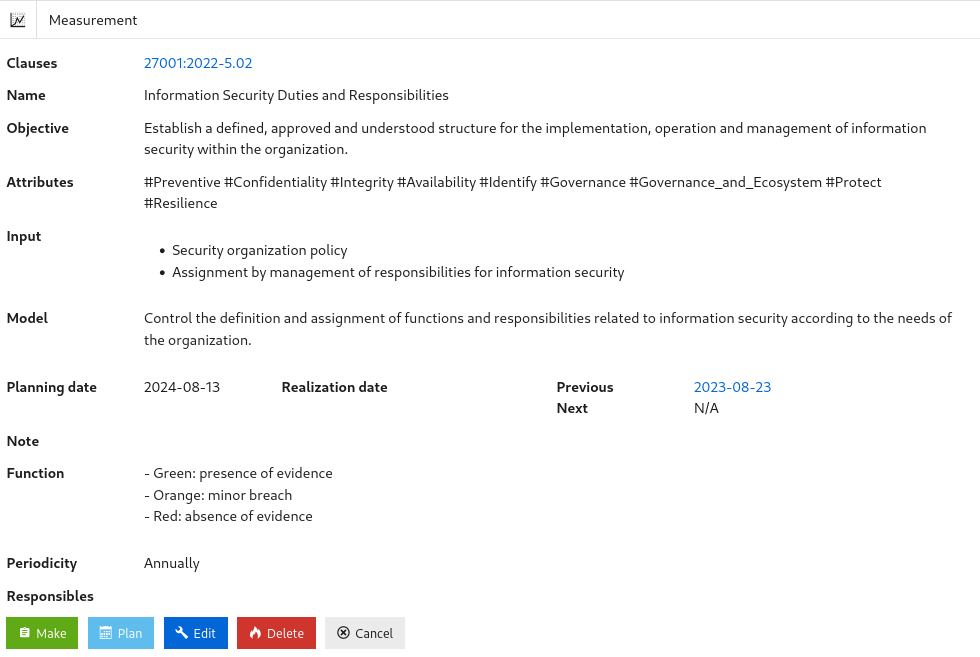 Measurement
Clauses 27001:2022-5.02
Name Information Security Duties and Responsibilities
Objective Establish a defined, approved and understood structure for the implementation, operation and management of information
security within the organization.
Attributes #Preventive #Confidentiality #Integrity #Availability #Identify #Governance #Governance_and_Ecosystem #Protect
#Resilience
Input
• Security organization policy
• Assignment by management of responsibilities for information security
Model Control the definition and assignment of functions and responsibilities related to information security according to the needs of
the organization.
Planning date 2024-08-13 Realization date Previous 2023-08-23
Next N/A
Note
Function - Green: presence of evidence
- Orange: minor breach
- Red: absence of evidence
Periodicity Annually
Responsibles
Make Plan Edit Delete Cancel